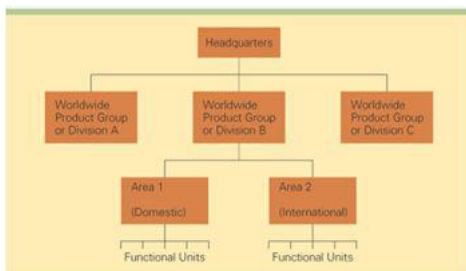 Headquarters
Worldwide
Product Group
or Division A
Worldwide
Product Group
or Division B
Worldwide
Product Group
or Division C
Area 1
(Domestic)
Area 2
(International)
Functional Units
Functional Units